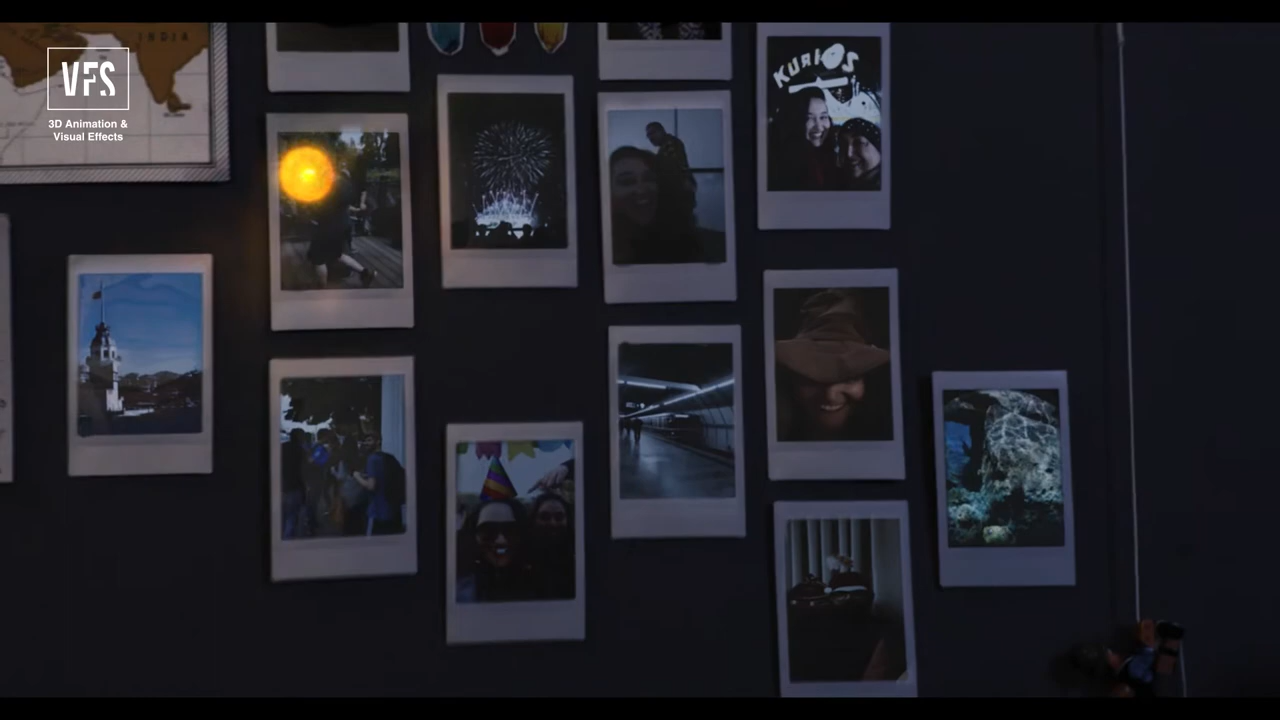 INDIA
VFS
3D Animation &
Visual Effects
KURIOS